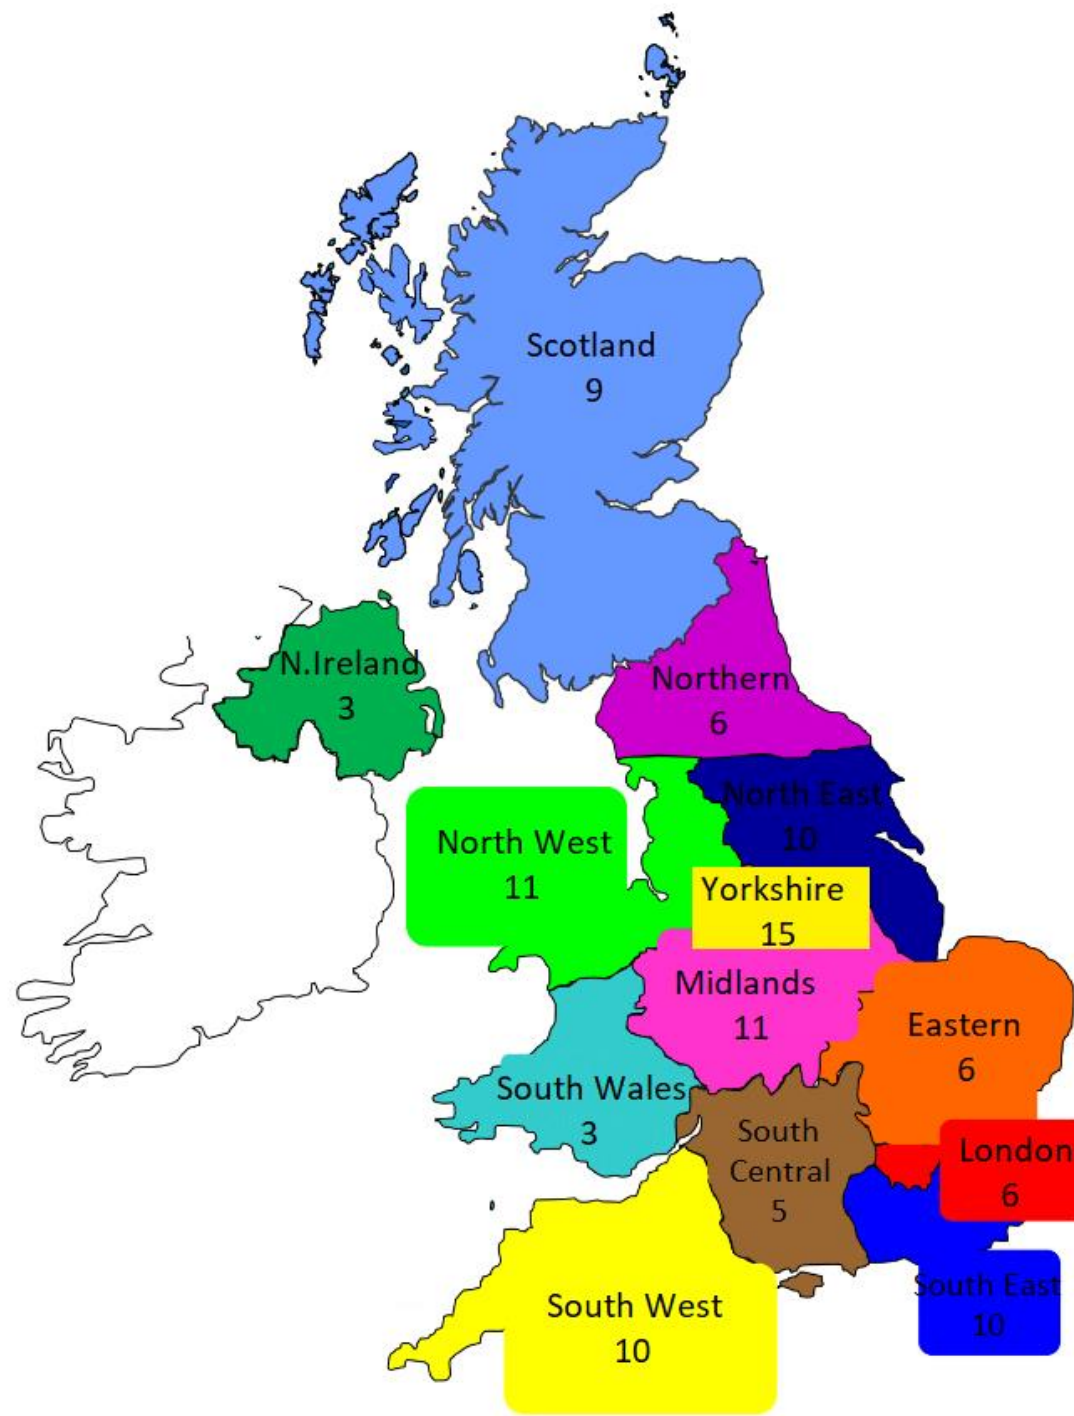 Scotland
9
N.Ireland
3
Northern
6
North East
10
North West
11
Yorkshire
15
Midlands
11
Eastern
6
South Wales
3
South
Central
5
London
6
South West
10
South East
10